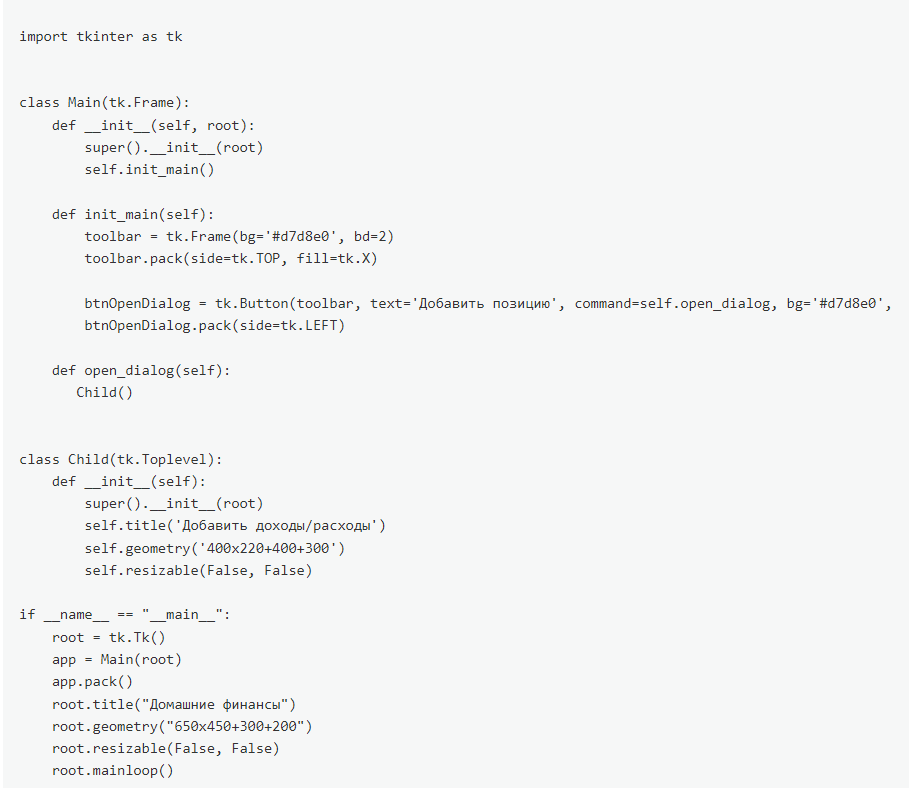 import tkinter as tk
class Main(tk.Frame):
    def __init__(self, root):
        super().__init__(root)
        self.init_main()
    def init_main(self):
        toolbar = tk.Frame(bg='#d7d8e0', bd=2)
        toolbar.pack(side=tk.TOP, fill=tk.X)
        btnOpenDialog = tk.Button(toolbar, text='Добавить позицию', command=self.open_dialog, bg='#d7d8e0',
        btnOpenDialog.pack(side=tk.LEFT)
    def open_dialog(self):
       Child()
class Child(tk.Toplevel):
    def __init__(self):
        super().__init__(root)
        self.title('Добавить доходы/расходы')
        self.geometry('400x220+400+300')
        self.resizable(False, False)
if __name__ == "__main__":
    root = tk.Tk()
    app = Main(root)
    app.pack()
    root.title("Домашние финансы")
    root.geometry("650x450+300+200")
    root.resizable(False, False)
    root.mainloop()